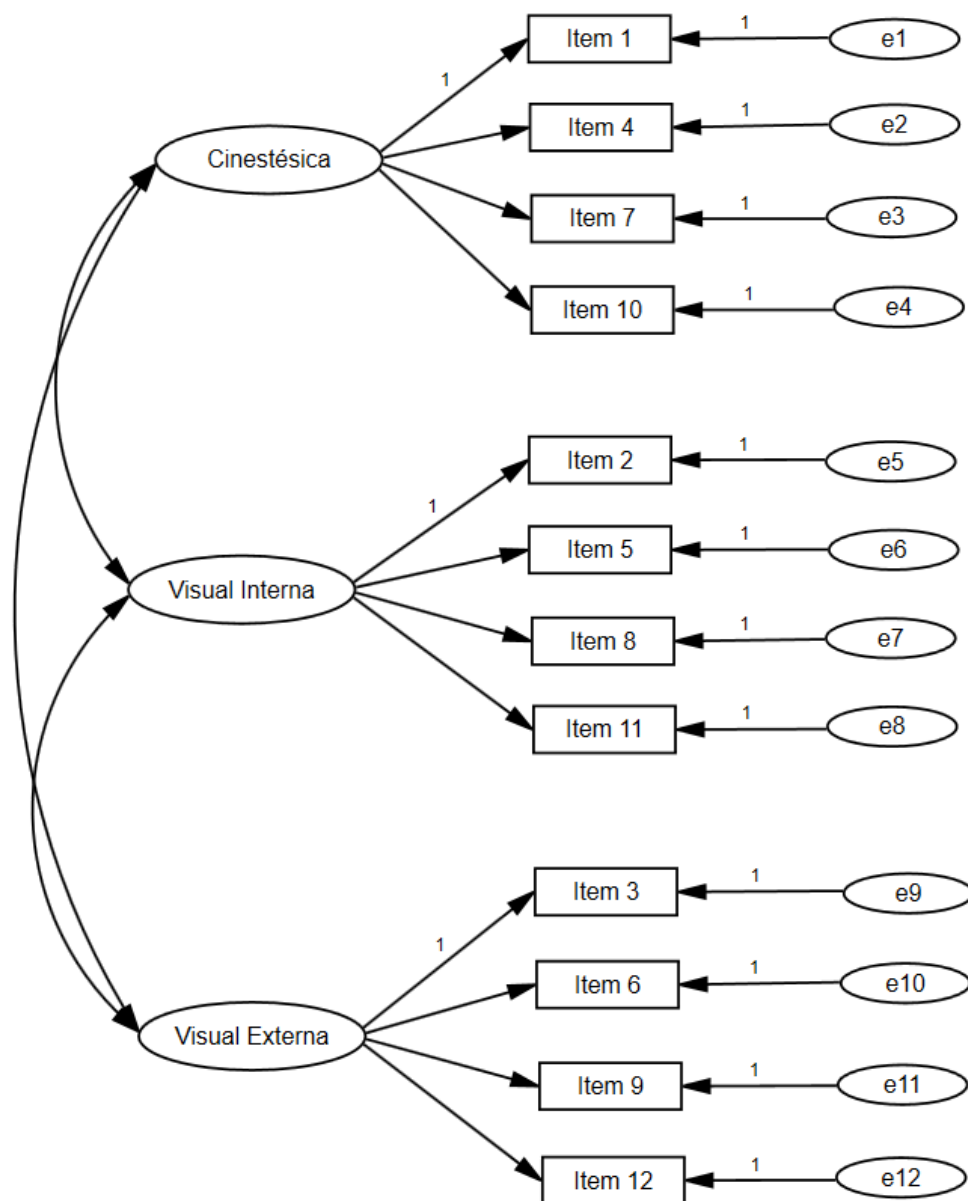 Item 1
1
e1
1
Item 4
1
e2
Cinestésica
Item 7
1
e3
Item 10
1
e4
Item 2
1
e5
1
Item 5
1
e6
Visual Interna
Item 8
1
e7
Item 11
1
e8
Item 3
1
e9
1
Item 6
1
e10
Visual Externa
Item 9
1
e11
Item 12
1
e12